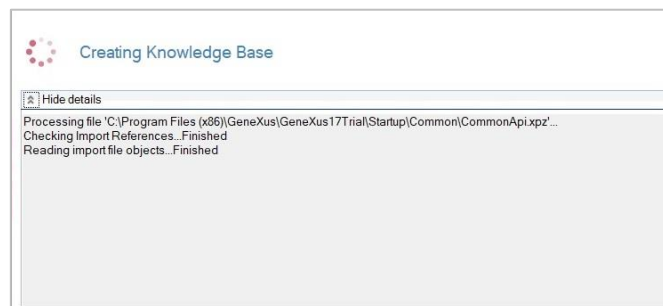 Creating Knowledge Base
Hide details
Processing file 'C:\Program Files (x86)\GeneXus\GeneXus17Trial\Startup\Common\CommonApi.xpz'...
Checking Import References...Finished
Reading import file objects...Finished